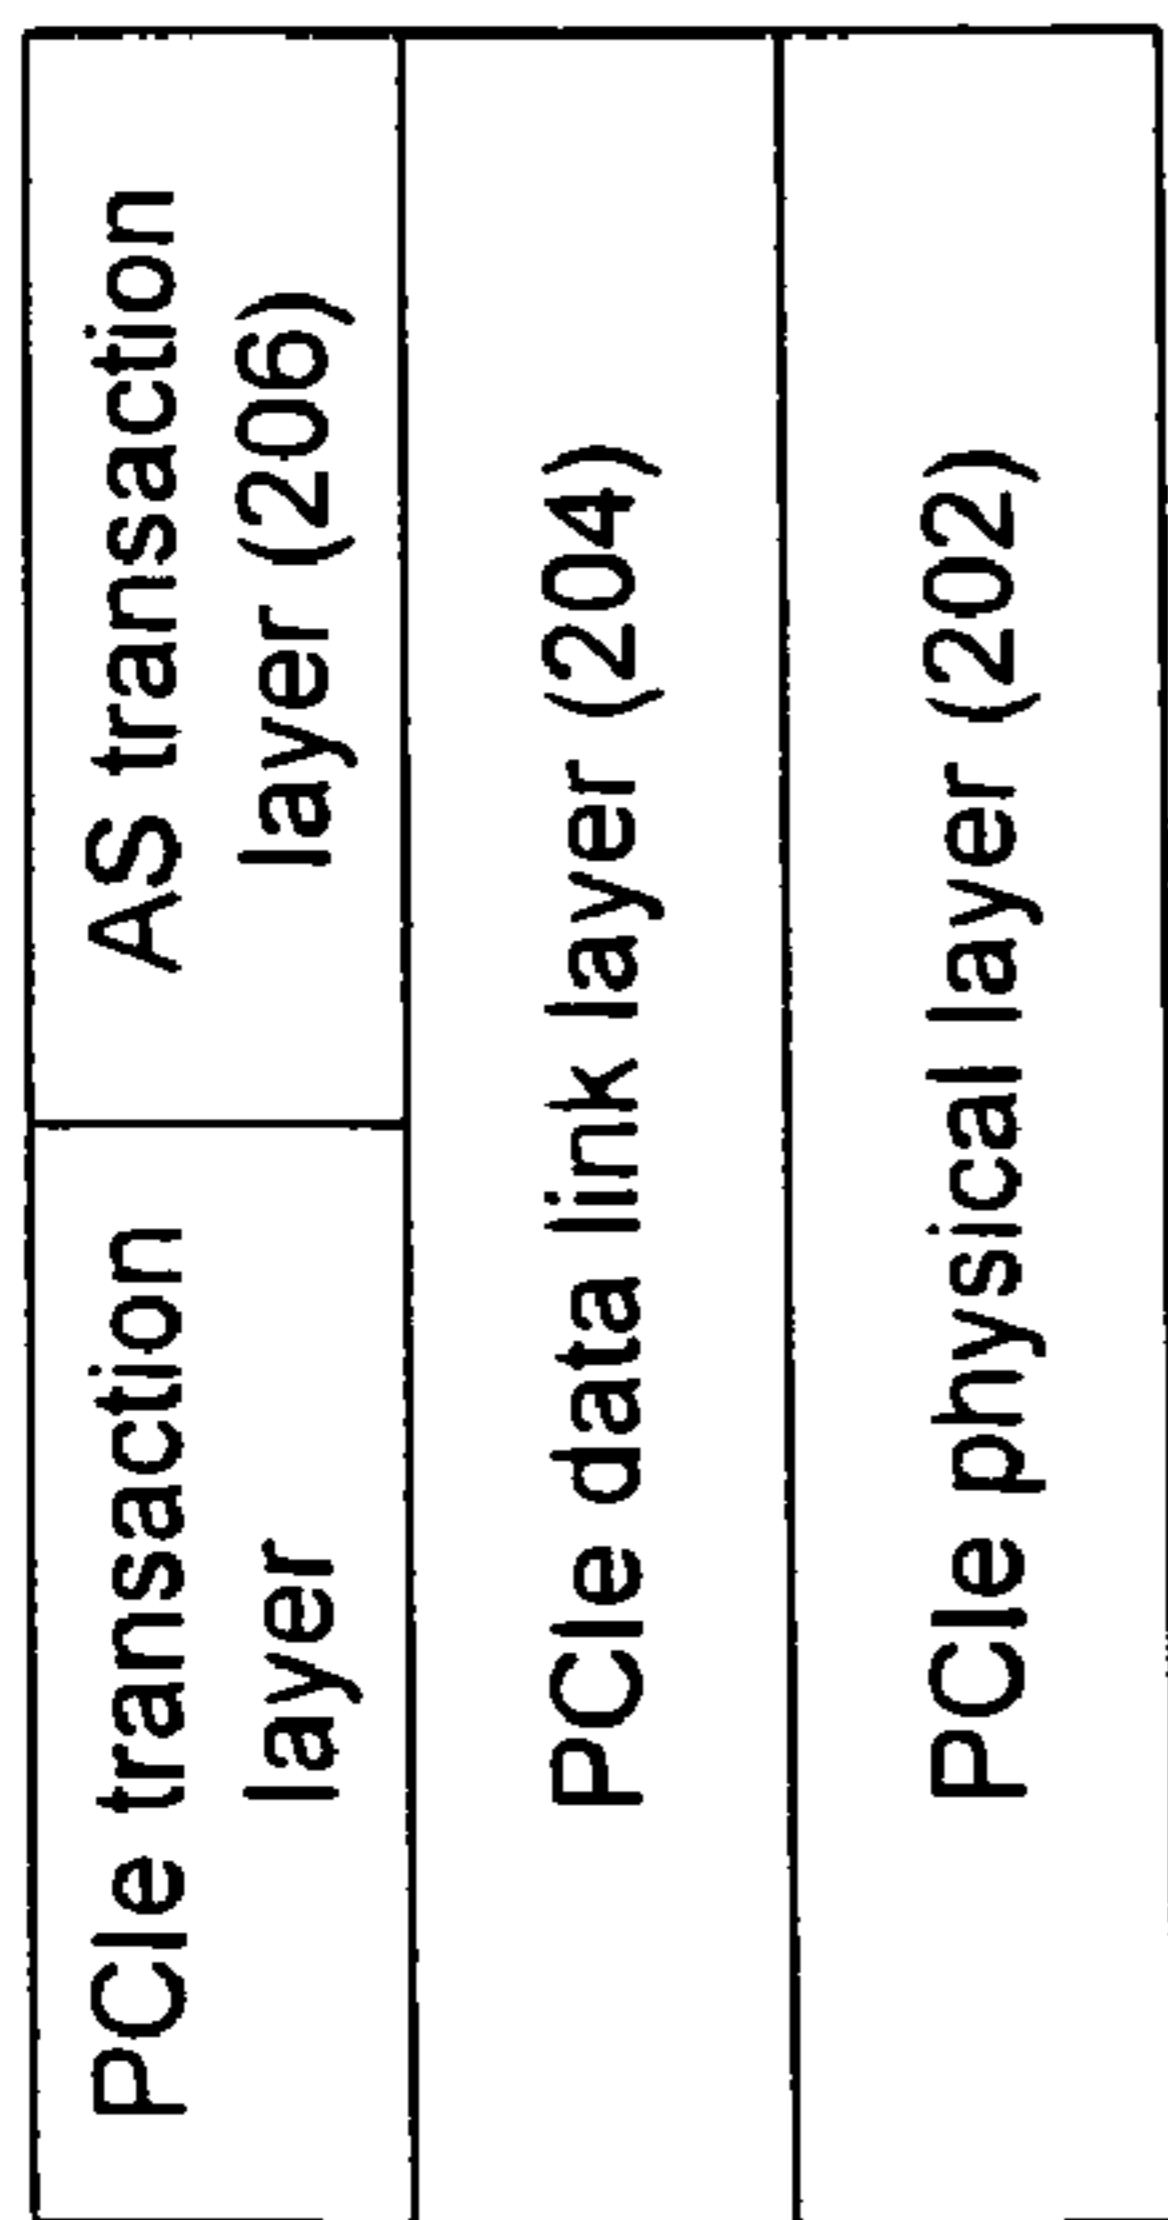 PCIe transaction
layer
AS transaction
layer (206)
PCIe data link layer (204)
PCIe physical layer (202)